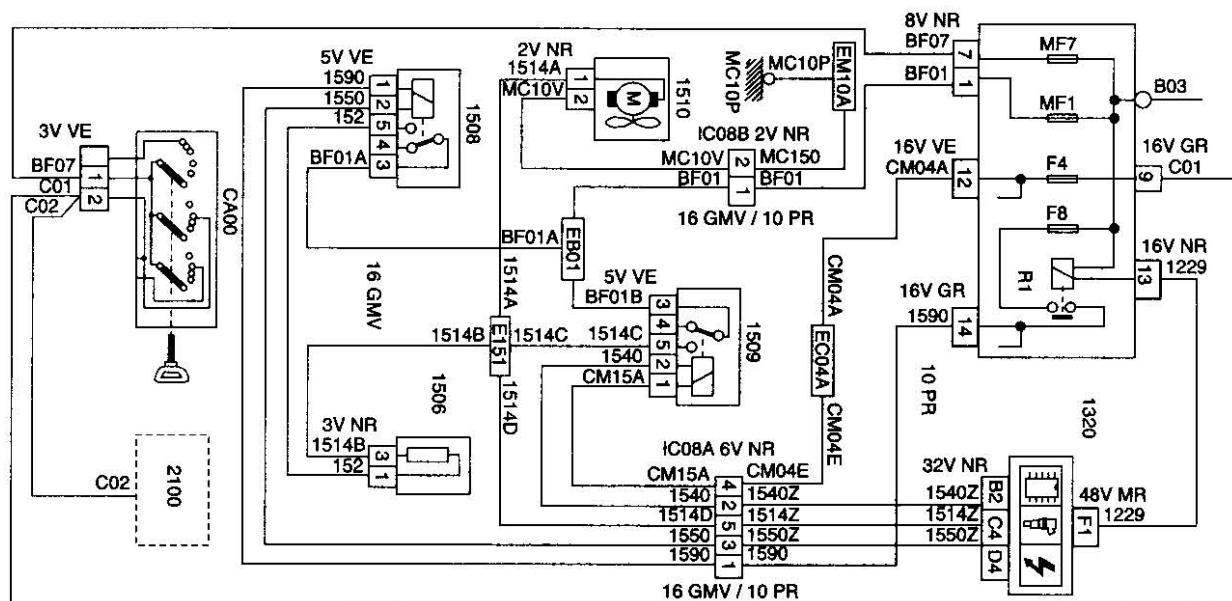 8V NR
BF07 7
BF01 1
MF7
MF1
B03
16V VE
CM04A 12
F4
16V GR
9 C01
F8
16V NR
13 1229
R1
16V GR
1590 14
10 PR
5V VE
1590 1
1550 2
152 5
4
BF01A 3
1508
2V NR
1514A 1
MC10V 2
M
1510
MC10P
MC10P
EM10A
IC08B 2V NR
MC10V 2 MC150
BF01 1 BF01
16 GMV / 10 PR
3V VE
BF07
C01 1
C02 2
CA00
C02
2100
BF01A
EB01
16 GMV
1514A
1514B E151 1514C
1514D
5V VE
BF01B 3
4
1514C 5
1540 2
CM15A 1
1509
CM04A
EC04A
CM04E
1506
3V NR
1514B 3
152 1
IC08A 6V NR
CM15A 4 CM04E
1540 2 1540Z
1514D 5 1514Z
1550 3 1550Z
1590 1 1590
16 GMV / 10 PR
1320
32V NR
1540Z B2
1514Z C4
1550Z D4
48V MR
F1 1229